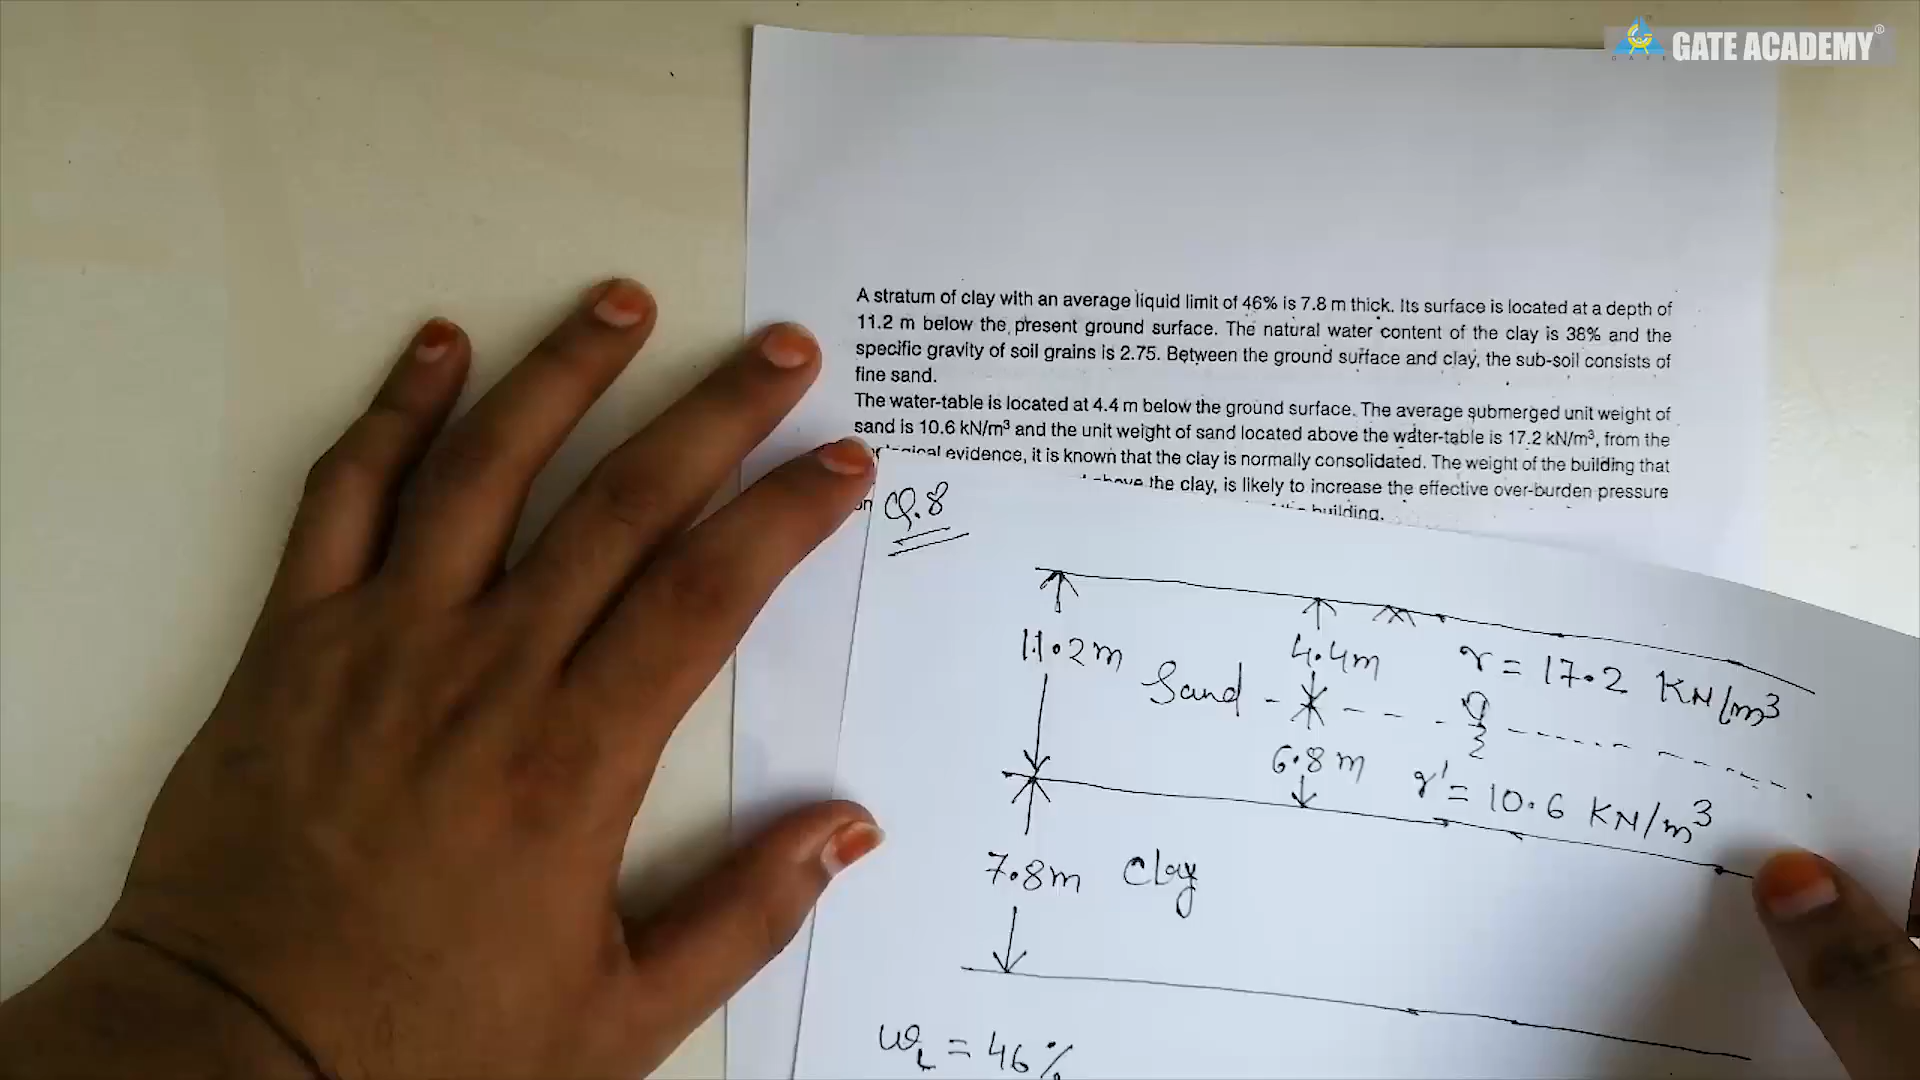 GATE ACADEMY
A stratum of clay with an average liquid limit of 46% is 7.8 m thick. Its surface is located at a depth of
11.2 m below the present ground surface. The natural water content of the clay is 38% and the
specific gravity of soil grains is 2.75. Between the ground surface and clay, the sub-soil consists of
fine sand.
The water-table is located at 4.4 m below the ground surface. The average submerged unit weight of
sand is 10.6 kN/m³ and the unit weight of sand located above the water-table is 17.2 kN/m³, from the
evidence, it is known that the clay is normally consolidated. The weight of the building that
the clay, is likely to increase the effective over-burden pressure
building.
Q.8
11.2m
Sand
4.4m
γ = 17.2 KN/m³
6.8m
γ' = 10.6 KN/m³
7.8m
Clay
w_L = 46%